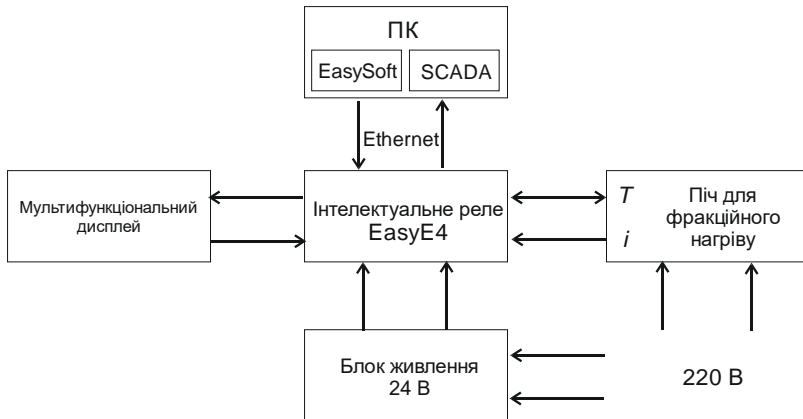 ПК
EasySoft
SCADA
Ethernet
Мультифункціональний
дисплей
Інтелектуальне реле
EasyE4
T
i
Піч для
фракційного
нагріву
Блок живлення
24 В
220 В